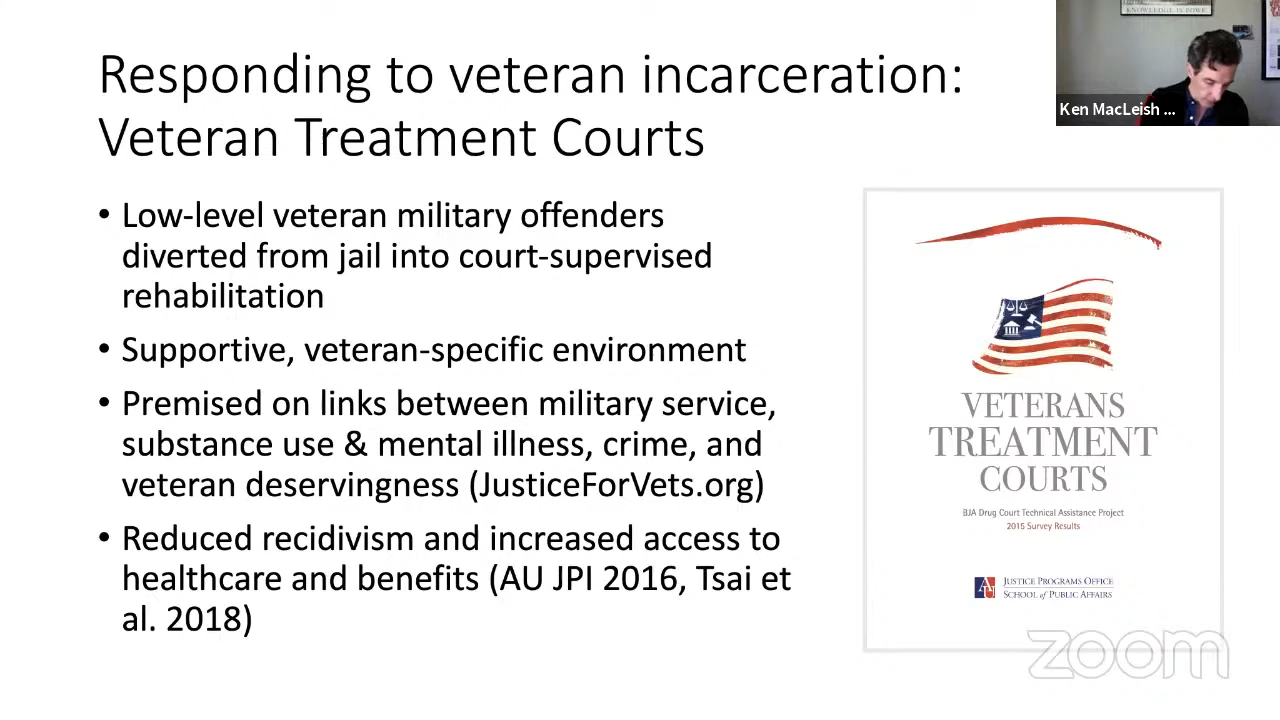 Responding to veteran incarceration:
Veteran Treatment Courts
• Low-level veteran military offenders
diverted from jail into court-supervised
rehabilitation
• Supportive, veteran-specific environment
• Premised on links between military service,
substance use & mental illness, crime, and
veteran deservingness (JusticeForVets.org)
• Reduced recidivism and increased access to
healthcare and benefits (AU JPI 2016, Tsai et
al. 2018)
KNOWLEDGE IS POWE
Ken MacLeish ...
VETERANS
TREATMENT
COURTS
BJA Drug Court Technical Assistance Project
2015 Survey Results
AU
JUSTICE PROGRAMS OFFICE
SCHOOL of PUBLIC AFFAIRS
zoom